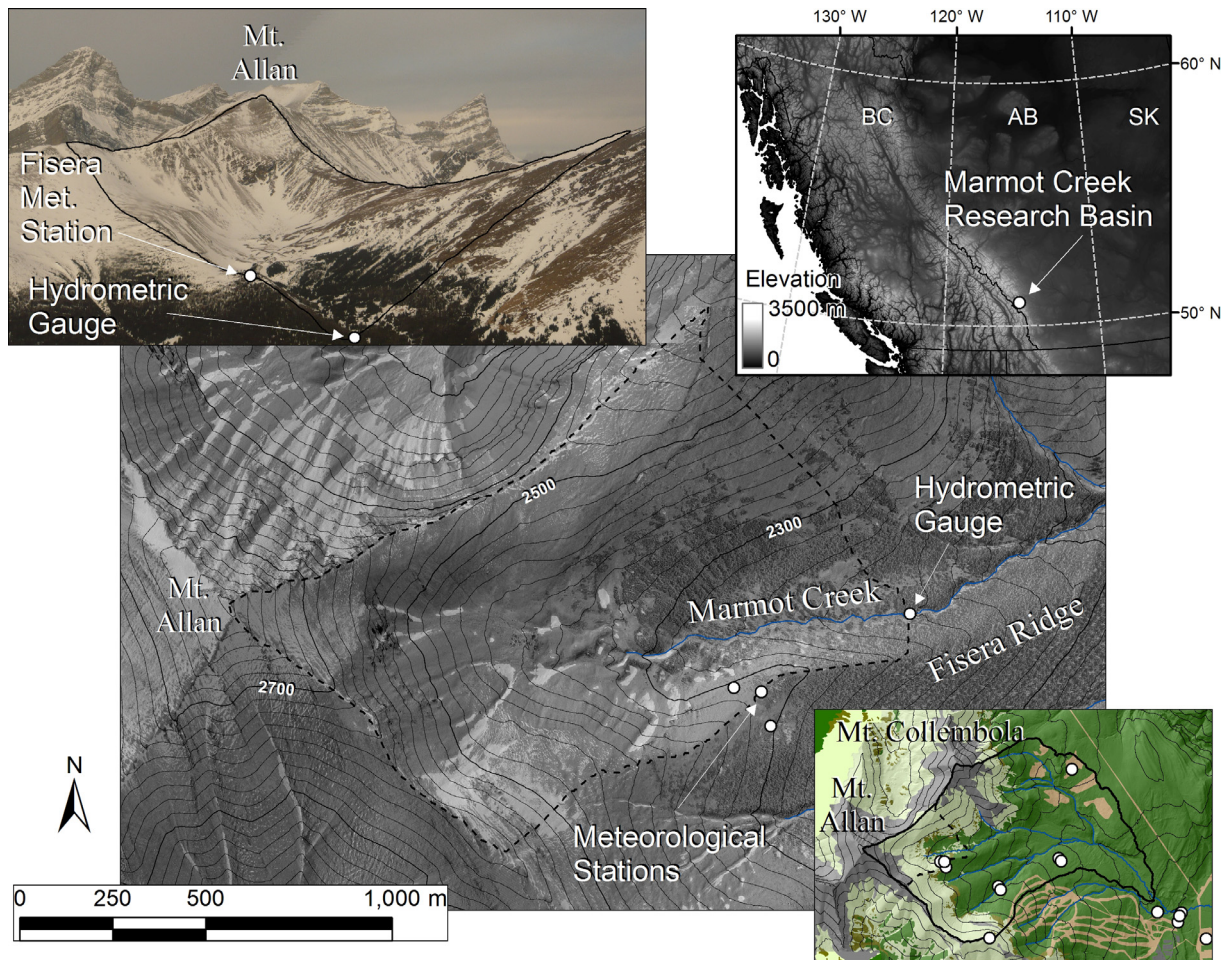 Mt.
Allan
Fisera
Met.
Station
Hydrometric
Gauge
130° W
120° W
110° W
60° N
BC
AB
SK
Marmot Creek
Research Basin
Elevation
3500 m
0
50° N
2500
2300
Hydrometric
Gauge
Mt.
Allan
Marmot Creek
Fisera Ridge
2700
N
Meteorological
Stations
Mt. Collembola
Mt.
Allan
0
250
500
1,000 m